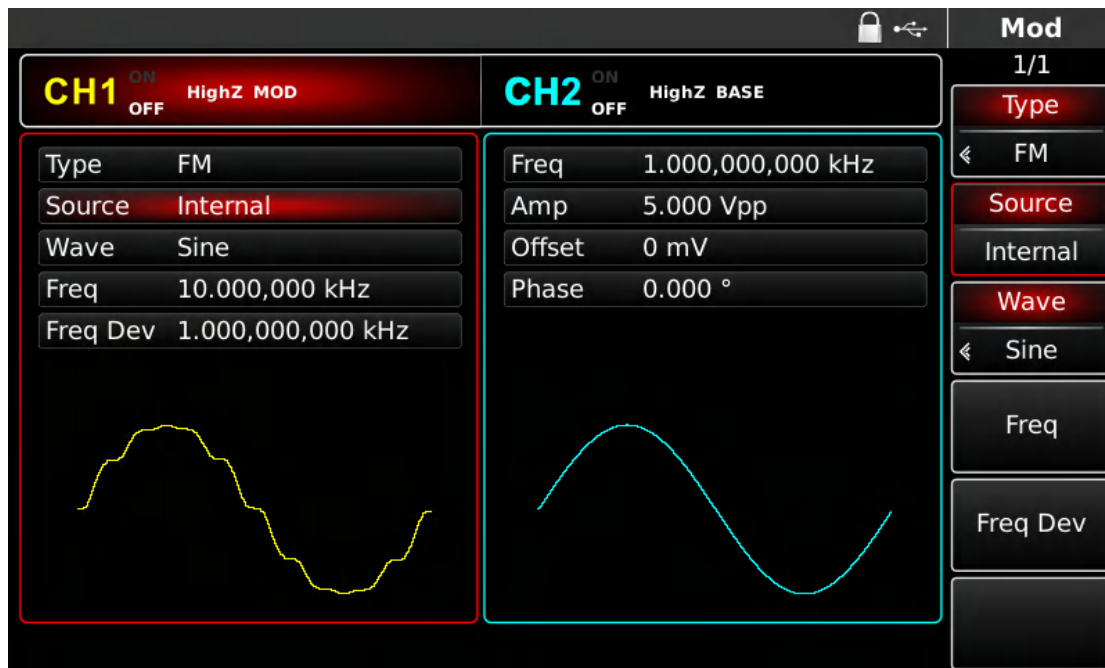 Mod
1/1
CH1 ON OFF HighZ MOD
CH2 ON OFF HighZ BASE
Type FM
Source Internal
Wave Sine
Freq 10.000,000 kHz
Freq Dev 1.000,000,000 kHz
Freq 1.000,000,000 kHz
Amp 5.000 Vpp
Offset 0 mV
Phase 0.000 °
Type
FM
Source
Internal
Wave
Sine
Freq
Freq Dev